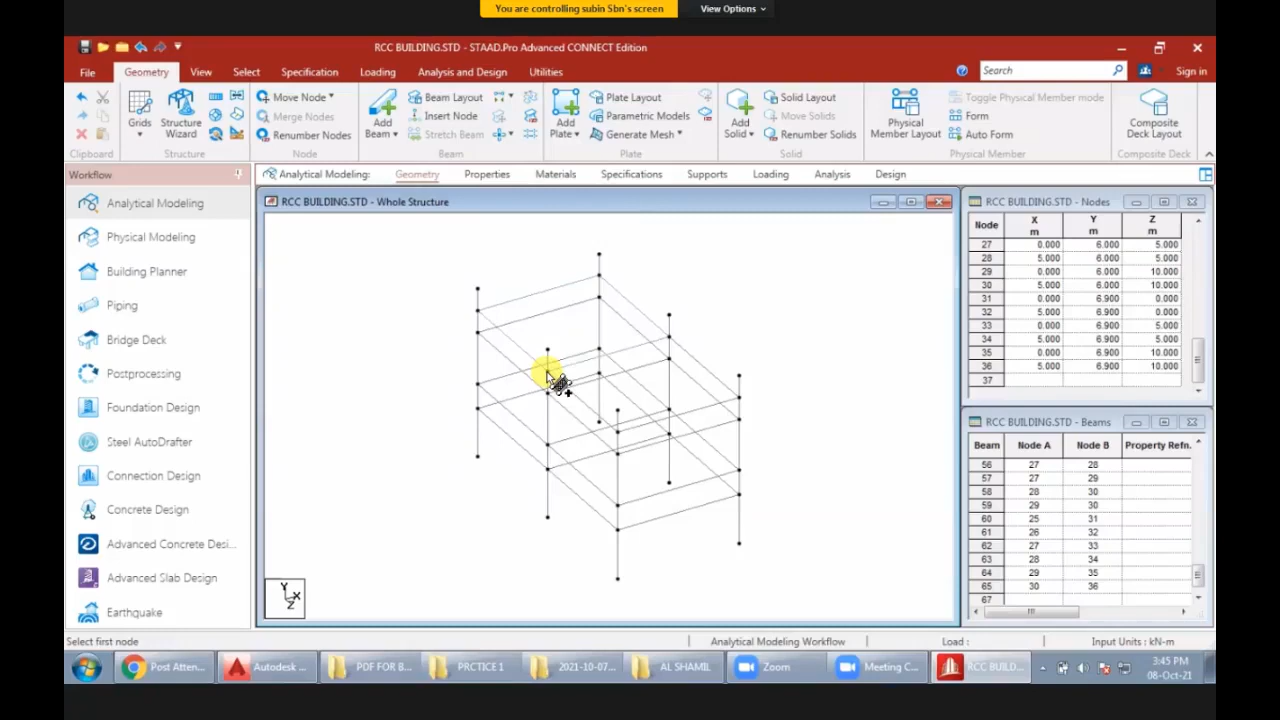 You are controlling subin Sbn's screen
View Options
RCC BUILDING.STD - STAAD.Pro Advanced CONNECT Edition
File
Geometry
View
Select
Specification
Loading
Analysis and Design
Utilities
Search
Sign in
Grids
Structure Wizard
Move Node
Merge Nodes
Renumber Nodes
Add Beam
Beam Layout
Insert Node
Stretch Beam
Add Plate
Plate Layout
Parametric Models
Generate Mesh
Add Solid
Solid Layout
Move Solids
Renumber Solids
Physical Member Layout
Toggle Physical Member mode
Form
Auto Form
Composite Deck Layout
Clipboard
Structure
Node
Beam
Plate
Solid
Physical Member
Composite Deck
Workflow
Analytical Modeling:
Geometry
Properties
Materials
Specifications
Supports
Loading
Analysis
Design
Analytical Modeling
Physical Modeling
Building Planner
Piping
Bridge Deck
Postprocessing
Foundation Design
Steel AutoDrafter
Connection Design
Concrete Design
Advanced Concrete Desi...
Advanced Slab Design
Earthquake
RCC BUILDING.STD - Whole Structure
Y
X
Z
RCC BUILDING.STD - Nodes
Node X m Y m Z m
27 0.000 6.000 5.000
28 5.000 6.000 5.000
29 0.000 6.000 10.000
30 5.000 6.000 10.000
31 0.000 6.900 0.000
32 5.000 6.900 0.000
33 0.000 6.900 5.000
34 5.000 6.900 5.000
35 0.000 6.900 10.000
36 5.000 6.900 10.000
37
RCC BUILDING.STD - Beams
Beam Node A Node B Property Refn.
56 27 28
57 27 29
58 28 30
59 29 30
60 25 31
61 26 32
62 27 33
63 28 34
64 29 35
65 30 36
67
Select first node
Analytical Modeling Workflow
Load :
Input Units : kN-m
Post Atten...
Autodesk ...
PDF FOR B...
PRCTICE 1
2021-10-07...
AL SHAMIL
Zoom
Meeting C...
RCC BUILD...
3:45 PM
08-Oct-21